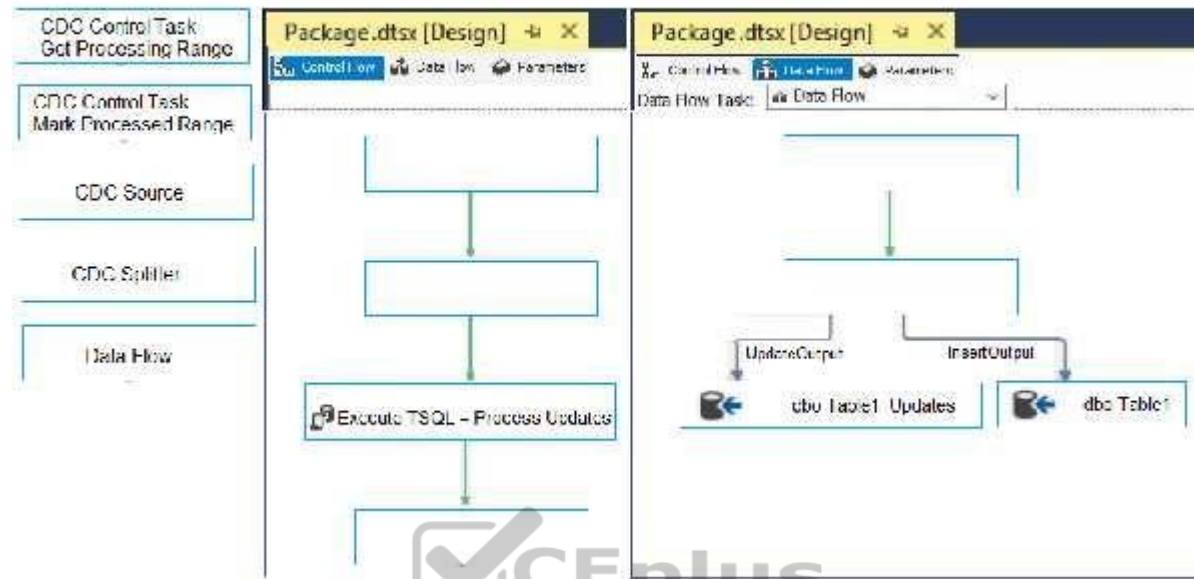 CDC Control Task
Get Processing Range
CDC Control Task
Mark Processed Range
CDC Source
CDC Splitter
Data Flow
Package.dtsx [Design]
Control Flow Data Flow Parameters
Execute TSQL – Process Updates
Package.dtsx [Design]
Control Flow Data Flow Parameters
Data Flow Task: Data Flow
UpdateOutput InsertOutput
dbo Table1 Updates dbo Table1
CEplus